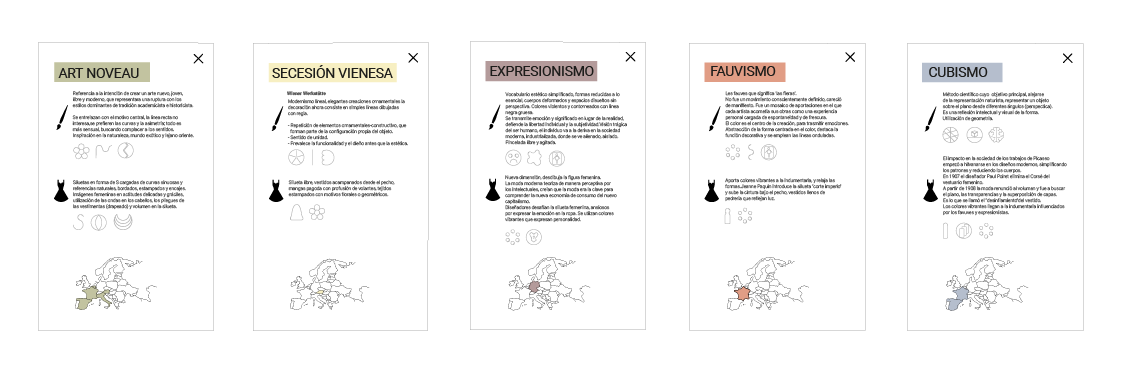 ART NOVEAU
Referencia a la intención de crear un arte nuevo, joven,
libre y moderno, que representara una ruptura con los
estilos dominantes de tradición academicista e historicista.
Se entrelazan con el motivo central, la línea recta no
interesa,se prefieren las curvas y la asimetría; todo es
más sensual, buscando complacer a los sentidos.
Inspiración en la naturaleza, mundo exótico y lejano oriente.
Siluetas en forma de S cargadas de curvas sinuosas y
referencias naturales, bordados, estampados y encajes.
Imágenes femeninas en actitudes delicadas y gráciles,
utilización de las ondas en los cabellos, los pliegues de
las vestiduras (drapeado) y volumen en la silueta.
SECESIÓN VIENESA
Wiener Werkstätte
Modernismo lineal, elegantes creaciones ornamentales la
decoración ahora consiste en simples líneas dibujadas
con regla.
- Repetición de elementos ornamentales-constructivo, que
forman parte de la configuración propia del objeto.
- Sentido de unidad.
- Prevalece la funcionalidad y el diseño antes que la estética.
Silueta libre, vestidos acampanados desde el pecho,
mangas pagoda con profusión de volantes, tejidos
estampados con motivos florales o geométricos.
EXPRESIONISMO
Vocabulario estético simplificado, formas reducidas a lo
esencial, cuerpos deformados y espacios disueltos sin
perspectiva. Colores violentos y contorneados con línea
negra gruesa.
Se transmite emoción y significado en lugar de la realidad,
defiende la libertad individual y la subjetividad.Visión trágica
del ser humano, el individuo va a la deriva en la sociedad
moderna, industrializada, donde se ve alienado, aislado.
Pincelada libre y agitada.
Nueva dimensión, desdibuja la figura femenina.
La moda moderna teoriza de manera perceptiva por
los intelectuales, creían que la moda era la clave para
comprender la nueva economía de consumo del nuevo
capitalismo.
Diseñadores desafían la silueta femenina, ansiosos
por expresar la emoción en la ropa. Se utilizan colores
vibrantes que expresan personalidad.
FAUVISMO
Les fauves que significa 'las fieras'.
No fue un movimiento conscientemente definido, careció
de manifiesto. Fue un mosaico de aportaciones en el que
cada artista acometía sus obras como una experiencia
personal cargada de espontaneidad y de frescura.
El color es el centro de la creación, para trasmitir emociones.
Abstracción de la forma centrada en el color, destaca la
función decorativa y se emplean las líneas onduladas.
Aporta colores vibrantes a la indumentaria, y relaja las
formas.Jeanne Paquin introduce la silueta 'corte imperio'
y sube la cintura bajo el pecho, vestidos llenos de
pedrería que reflejan luz.
CUBISMO
Método científico cuyo objetivo principal, alejarse
de la representación naturista, representar un objeto
sobre el plano desde diferentes ángulos (perspectiva).
Es una reflexión intelectual y visual de la forma.
Utilización de geometría.
El impacto en la sociedad de los trabajos de Picasso
empezó a hibanarse en los diseños modernos, simplificando
los patrones y reduciendo los cuerpos.
En 1907 el diseñador Paul Poiret elimina el Corsé del
vestuario femenino.
A partir de 1908 la moda renunció al volumen y fue a buscar
el plano, las transparencias y la superposición de capas.
Es lo que se llamó el "desinflamiento"del vestido.
Los colores vibrantes llegan a la indumentaria influenciados
por los fauves y expresionistas.